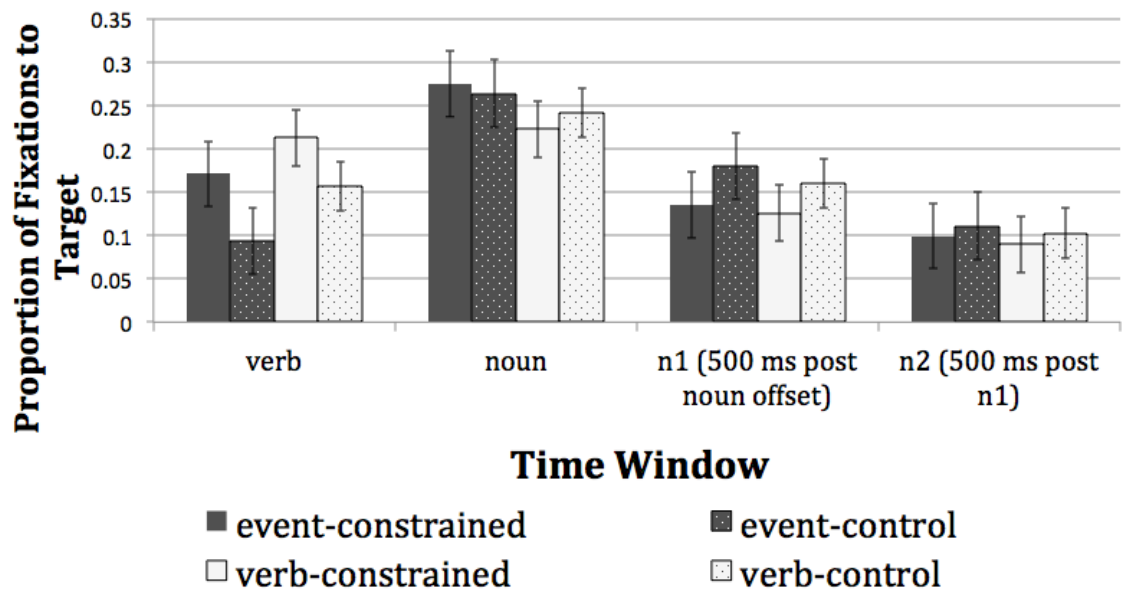 Proportion of Fixations to
Target
0.35
0.3
0.25
0.2
0.15
0.1
0.05
0
verb
noun
n1 (500 ms post
noun offset)
n2 (500 ms post
n1)
Time Window
event-constrained
event-control
verb-constrained
verb-control